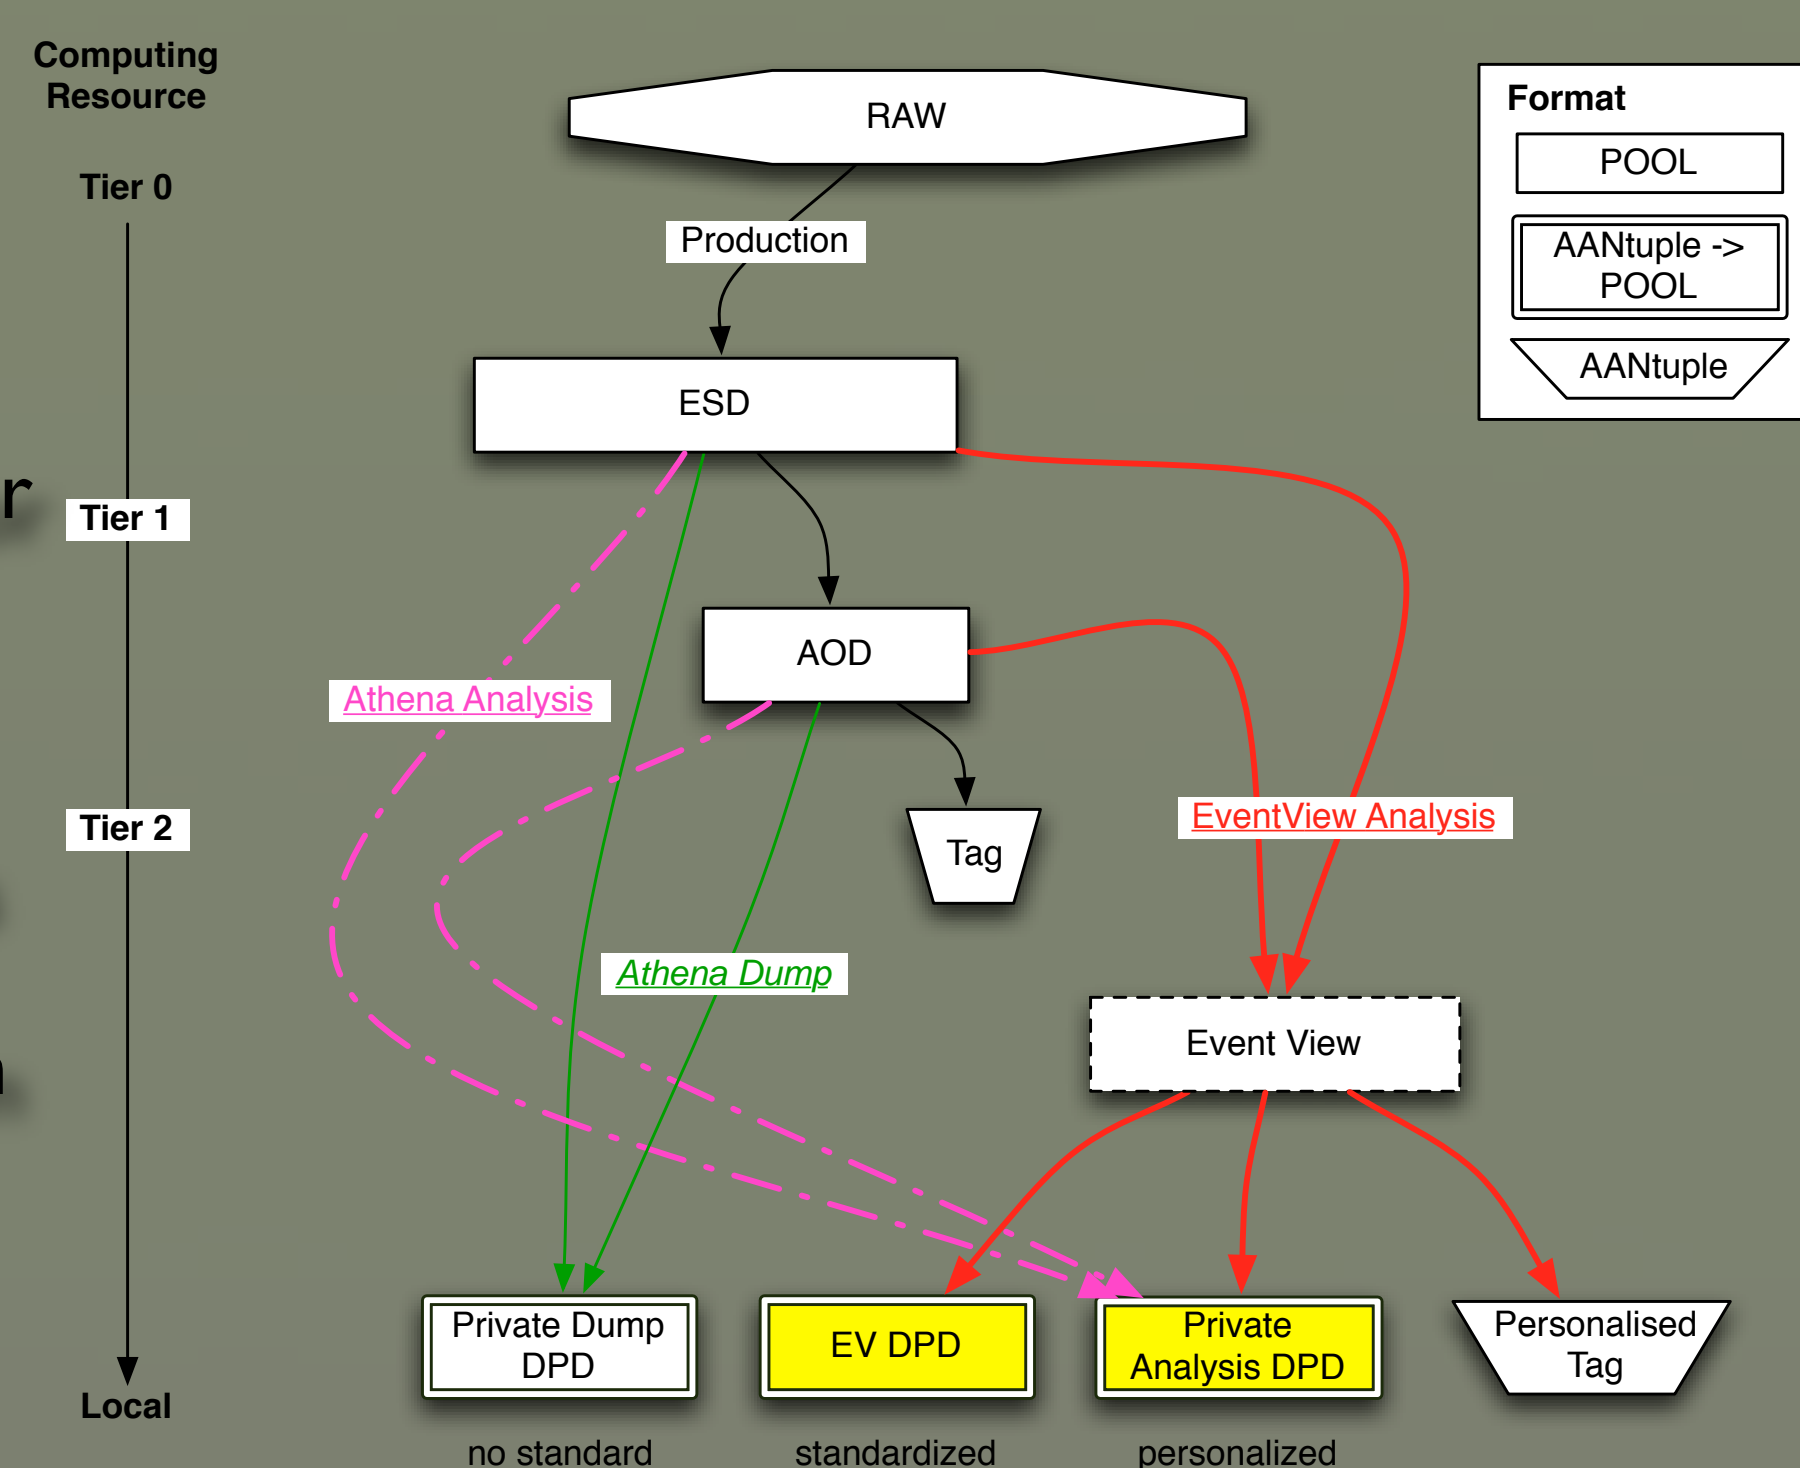 Computing
Resource
Tier 0
Tier 1
Tier 2
Local
RAW
Production
ESD
AOD
Athena Analysis
Tag
EventView Analysis
Athena Dump
Event View
Private Dump
DPD
EV DPD
Private
Analysis DPD
Personalised
Tag
no standard
standardized
personalized
Format
POOL
AANtuple ->
POOL
AANtuple
r